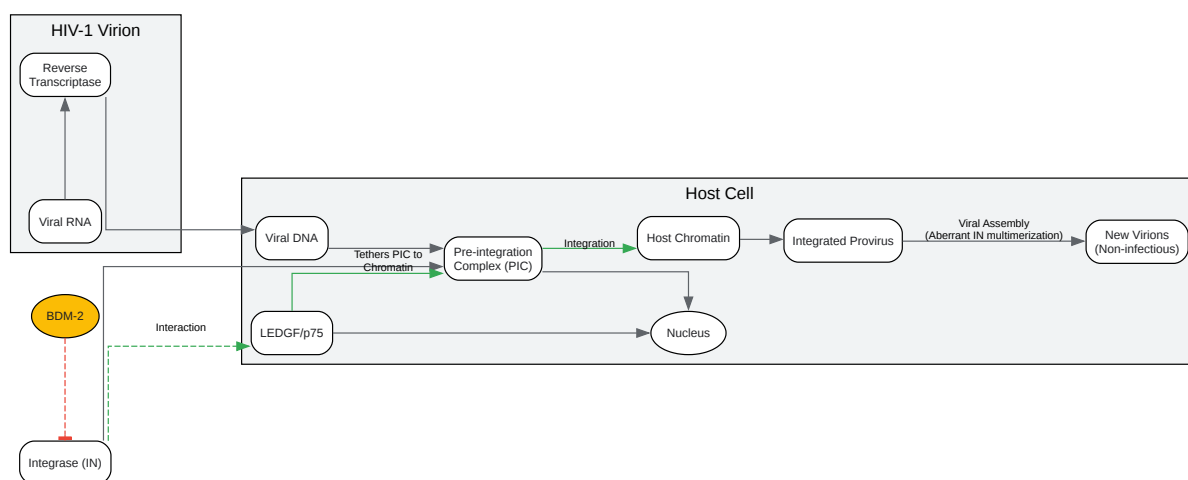 HIV-1 Virion
Reverse
Transcriptase
Viral RNA
Host Cell
Viral DNA
Tethers PIC to
Chromatin
Pre-integration
Complex (PIC)
Integration
Host Chromatin
Integrated Provirus
Viral Assembly
(Aberrant IN multimerization)
New Virions
(Non-infectious)
BDM-2
Interaction
LEDGF/p75
Nucleus
Integrase (IN)